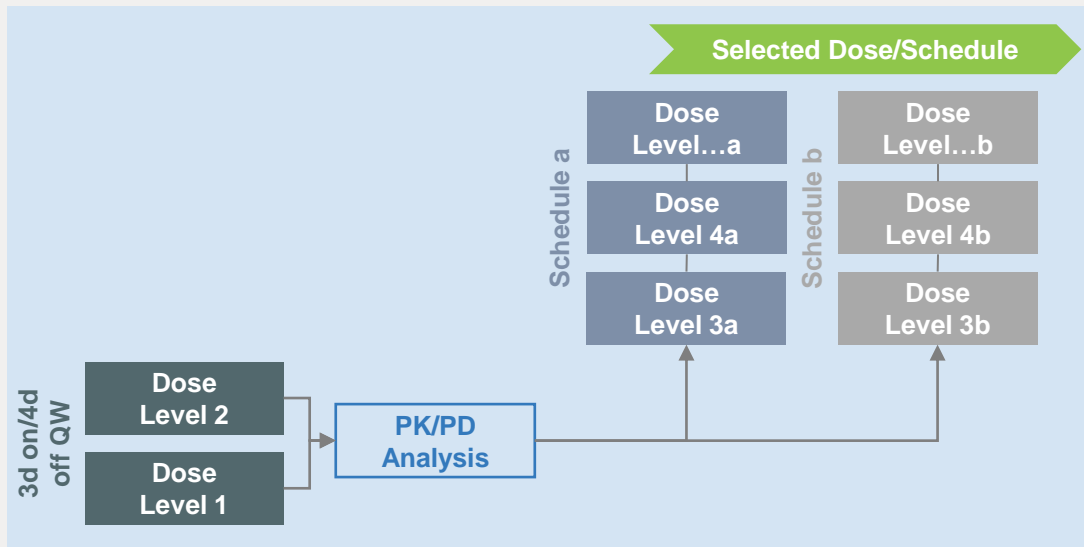 Selected Dose/Schedule
Schedule a
Dose
Level…a
Dose
Level 4a
Dose
Level 3a
Schedule b
Dose
Level…b
Dose
Level 4b
Dose
Level 3b
3d on/4d
off QW
Dose
Level 2
Dose
Level 1
PK/PD
Analysis